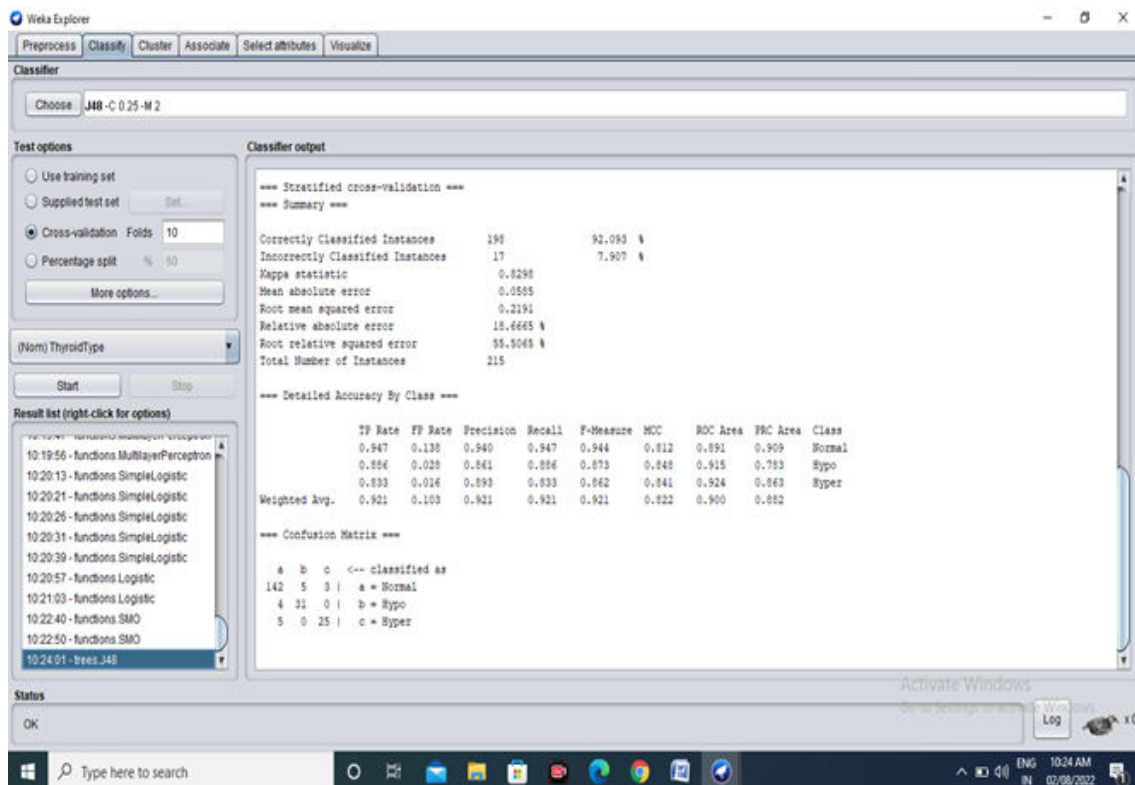 Weka Explorer
Preprocess Classify Cluster Associate Select attributes Visualize
Classifier
Choose J48 -C 0.25 -M 2
Test options
Use training set
Supplied test set Set...
Cross-validation Folds 10
Percentage split %
More options...
(Nom) ThyroidType
Start Stop
Result list (right-click for options)
10:19:56 - functions.MultilayerPerceptron
10:20:13 - functions.SimpleLogistic
10:20:21 - functions.SimpleLogistic
10:20:26 - functions.SimpleLogistic
10:20:31 - functions.SimpleLogistic
10:20:39 - functions.SimpleLogistic
10:20:57 - functions.Logistic
10:21:03 - functions.Logistic
10:22:40 - functions.SMO
10:22:50 - functions.SMO
10:24:01 - trees.J48
Classifier output
=== Stratified cross-validation ===
=== Summary ===
Correctly Classified Instances 198 92.093 %
Incorrectly Classified Instances 17 7.907 %
Kappa statistic 0.8298
Mean absolute error 0.0585
Root mean squared error 0.2191
Relative absolute error 18.6665 %
Root relative squared error 55.5065 %
Total Number of Instances 215
=== Detailed Accuracy By Class ===
TP Rate FP Rate Precision Recall F-Measure MCC ROC Area PRC Area Class
0.947 0.138 0.940 0.947 0.944 0.812 0.891 0.909 Normal
0.886 0.028 0.861 0.886 0.873 0.848 0.915 0.783 Hypo
0.833 0.016 0.893 0.833 0.862 0.841 0.924 0.863 Hyper
Weighted Avg. 0.921 0.103 0.921 0.921 0.921 0.822 0.900 0.882
=== Confusion Matrix ===
a b c <-- classified as
142 5 3 | a = Normal
4 31 0 | b = Hypo
5 0 25 | c = Hyper
Activate Windows
Status
OK
Log
x 0
Type here to search
ENG 10:24 AM
IN 02/08/2022